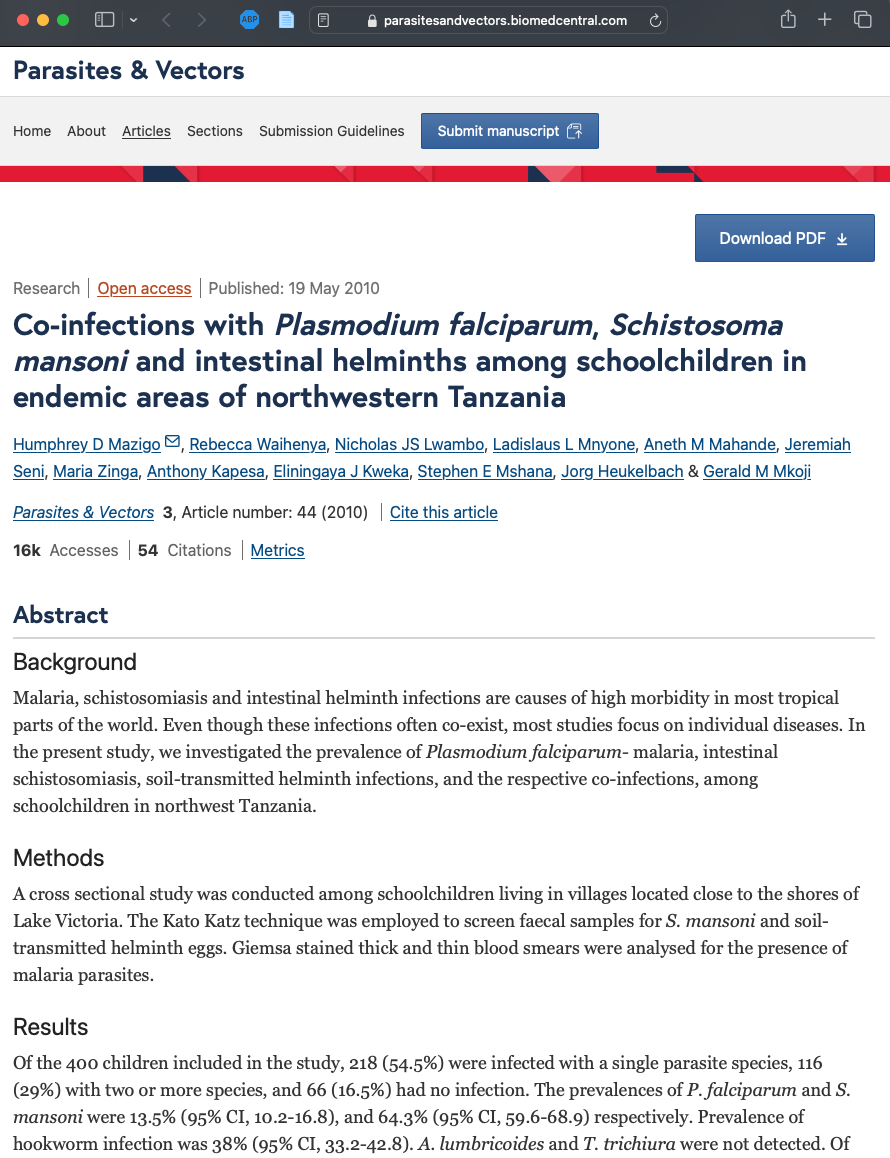 ABP
parasitesandvectors.biomedcentral.com
Parasites & Vectors
Home About Articles Sections Submission Guidelines Submit manuscript
Download PDF
Research Open access Published: 19 May 2010
Co-infections with Plasmodium falciparum, Schistosoma
mansoni and intestinal helminths among schoolchildren in
endemic areas of northwestern Tanzania
Humphrey D Mazigo, Rebecca Waihenya, Nicholas JS Lwambo, Ladislaus L Mnyone, Aneth M Mahande, Jeremiah
Seni, Maria Zinga, Anthony Kapesa, Eliningaya J Kweka, Stephen E Mshana, Jorg Heukelbach & Gerald M Mkoji
Parasites & Vectors 3, Article number: 44 (2010) Cite this article
16k Accesses 54 Citations Metrics
Abstract
Background
Malaria, schistosomiasis and intestinal helminth infections are causes of high morbidity in most tropical
parts of the world. Even though these infections often co-exist, most studies focus on individual diseases. In
the present study, we investigated the prevalence of Plasmodium falciparum- malaria, intestinal
schistosomiasis, soil-transmitted helminth infections, and the respective co-infections, among
schoolchildren in northwest Tanzania.
Methods
A cross sectional study was conducted among schoolchildren living in villages located close to the shores of
Lake Victoria. The Kato Katz technique was employed to screen faecal samples for S. mansoni and soil-
transmitted helminth eggs. Giemsa stained thick and thin blood smears were analysed for the presence of
malaria parasites.
Results
Of the 400 children included in the study, 218 (54.5%) were infected with a single parasite species, 116
(29%) with two or more species, and 66 (16.5%) had no infection. The prevalences of P. falciparum and S.
mansoni were 13.5% (95% CI, 10.2-16.8), and 64.3% (95% CI, 59.6-68.9) respectively. Prevalence of
hookworm infection was 38% (95% CI, 33.2-42.8). A. lumbricoides and T. trichiura were not detected. Of